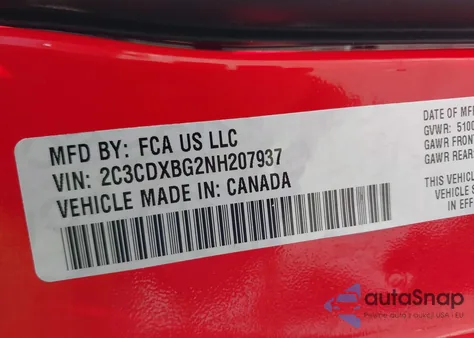 MFD BY: FCA US LLC
VIN: 2C3CDXBG2NH207937
VEHICLE MADE IN: CANADA
DATE OF MF
GVWR: 510
GAWR FRON
GAWR REAR
THIS VEHICL
VEHICLE S
IN EFF
autoSnap